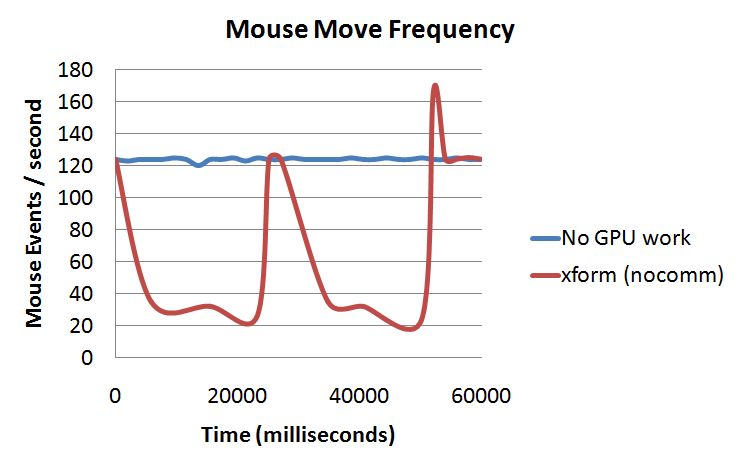 Mouse Move Frequency
Mouse Events / second
180
160
140
120
100
80
60
40
20
0
0 20000 40000 60000
Time (milliseconds)
No GPU work
xform (nocomm)